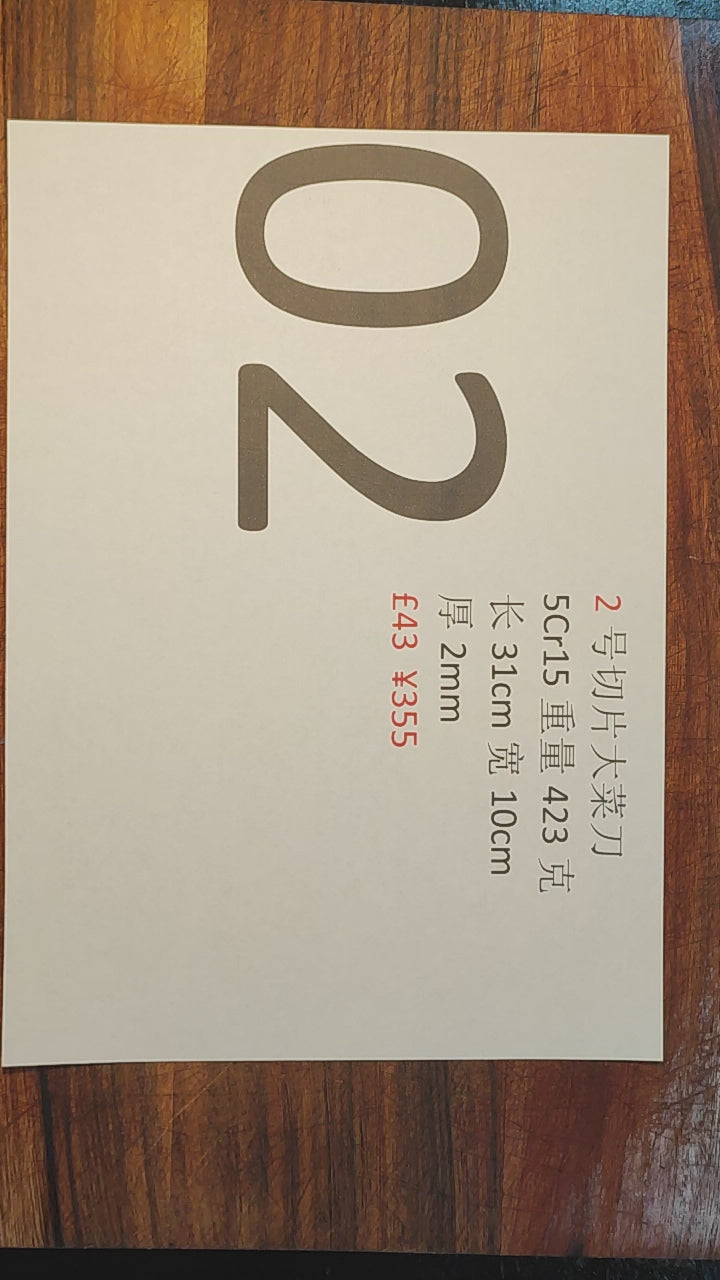 02
2 号切片大菜刀
5Cr15 重量 423 克
长 31cm 宽 10cm
厚 2mm
£43 ¥355